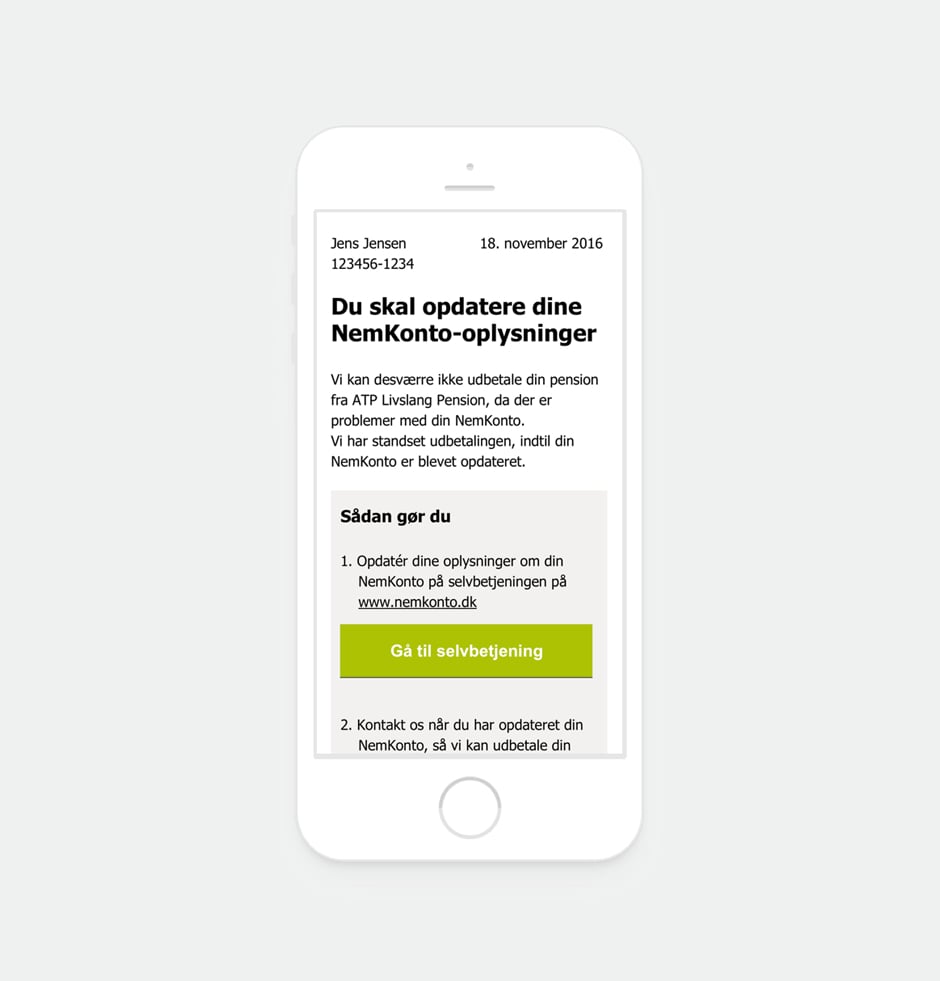 Jens Jensen 18. november 2016
123456-1234
Du skal opdatere dine
NemKonto-oplysninger
Vi kan desværre ikke udbetale din pension
fra ATP Livslang Pension, da der er
problemer med din NemKonto.
Vi har standset udbetalingen, indtil din
NemKonto er blevet opdateret.
Sådan gør du
1. Opdatér dine oplysninger om din
NemKonto på selvbetjeningen på
www.nemkonto.dk
Gå til selvbetjening
2. Kontakt os når du har opdateret din
NemKonto, så vi kan udbetale din